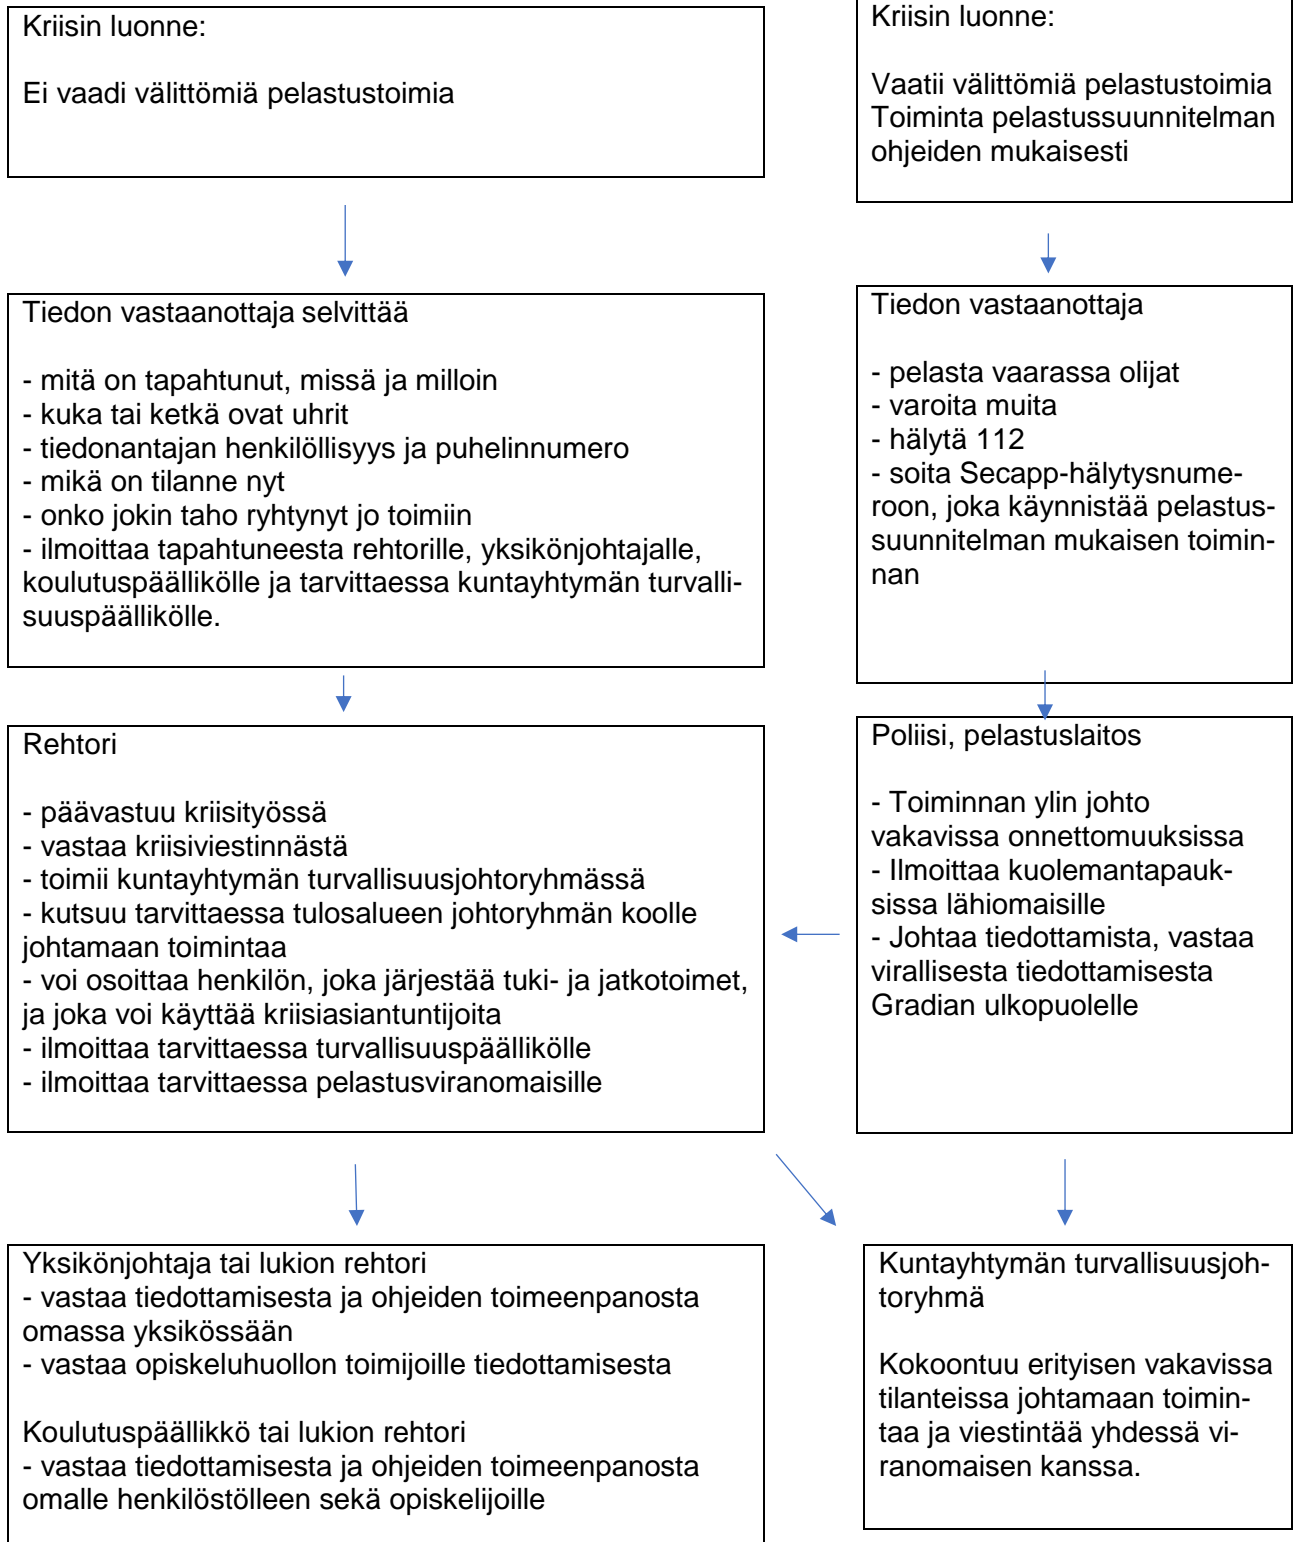 Kriisin luonne:
Ei vaadi välittömiä pelastustoimia
Kriisin luonne:
Vaatii välittömiä pelastustoimia
Toiminta pelastussuunnitelman
ohjeiden mukaisesti
Tiedon vastaanottaja selvittää
- mitä on tapahtunut, missä ja milloin
- kuka tai ketkä ovat uhrit
- tiedonantajan henkilöllisyys ja puhelinnumero
- mikä on tilanne nyt
- onko jokin taho ryhtynyt jo toimiin
- ilmoittaa tapahtuneesta rehtorille, yksikönjohtajalle,
koulutuspäällikölle ja tarvittaessa kuntayhtymän turvalli-
suuspäällikölle.
Tiedon vastaanottaja
- pelasta vaarassa olijat
- varoita muita
- hälytä 112
- soita Secapp-hälytysnume-
roon, joka käynnistää pelastus-
suunnitelman mukaisen toimin-
nan
Rehtori
- päävastuu kriisityössä
- vastaa kriisiviestinnästä
- toimii kuntayhtymän turvallisuusjohtoryhmässä
- kutsuu tarvittaessa tulosalueen johtoryhmän koolle
johtamaan toimintaa
- voi osoittaa henkilön, joka järjestää tuki- ja jatkotoimet,
ja joka voi käyttää kriisiasiantuntijoita
- ilmoittaa tarvittaessa turvallisuuspäällikölle
- ilmoittaa tarvittaessa pelastusviranomaisille
Poliisi, pelastuslaitos
- Toiminnan ylin johto
vakavissa onnettomuuksissa
- Ilmoittaa kuolemantapauk-
sissa lähiomaisille
- Johtaa tiedottamista, vastaa
virallisesta tiedottamisesta
Gradian ulkopuolelle
Yksikönjohtaja tai lukion rehtori
- vastaa tiedottamisesta ja ohjeiden toimeenpanosta
omassa yksikössään
- vastaa opiskeluhuollon toimijoille tiedottamisesta
Koulutuspäällikkö tai lukion rehtori
- vastaa tiedottamisesta ja ohjeiden toimeenpanosta
omalle henkilöstölleen sekä opiskelijoille
Kuntayhtymän turvallisuusjoh-
toryhmä
Kokoontuu erityisen vakavissa
tilanteissa johtamaan toimin-
taa ja viestintää yhdessä vi-
ranomaisen kanssa.